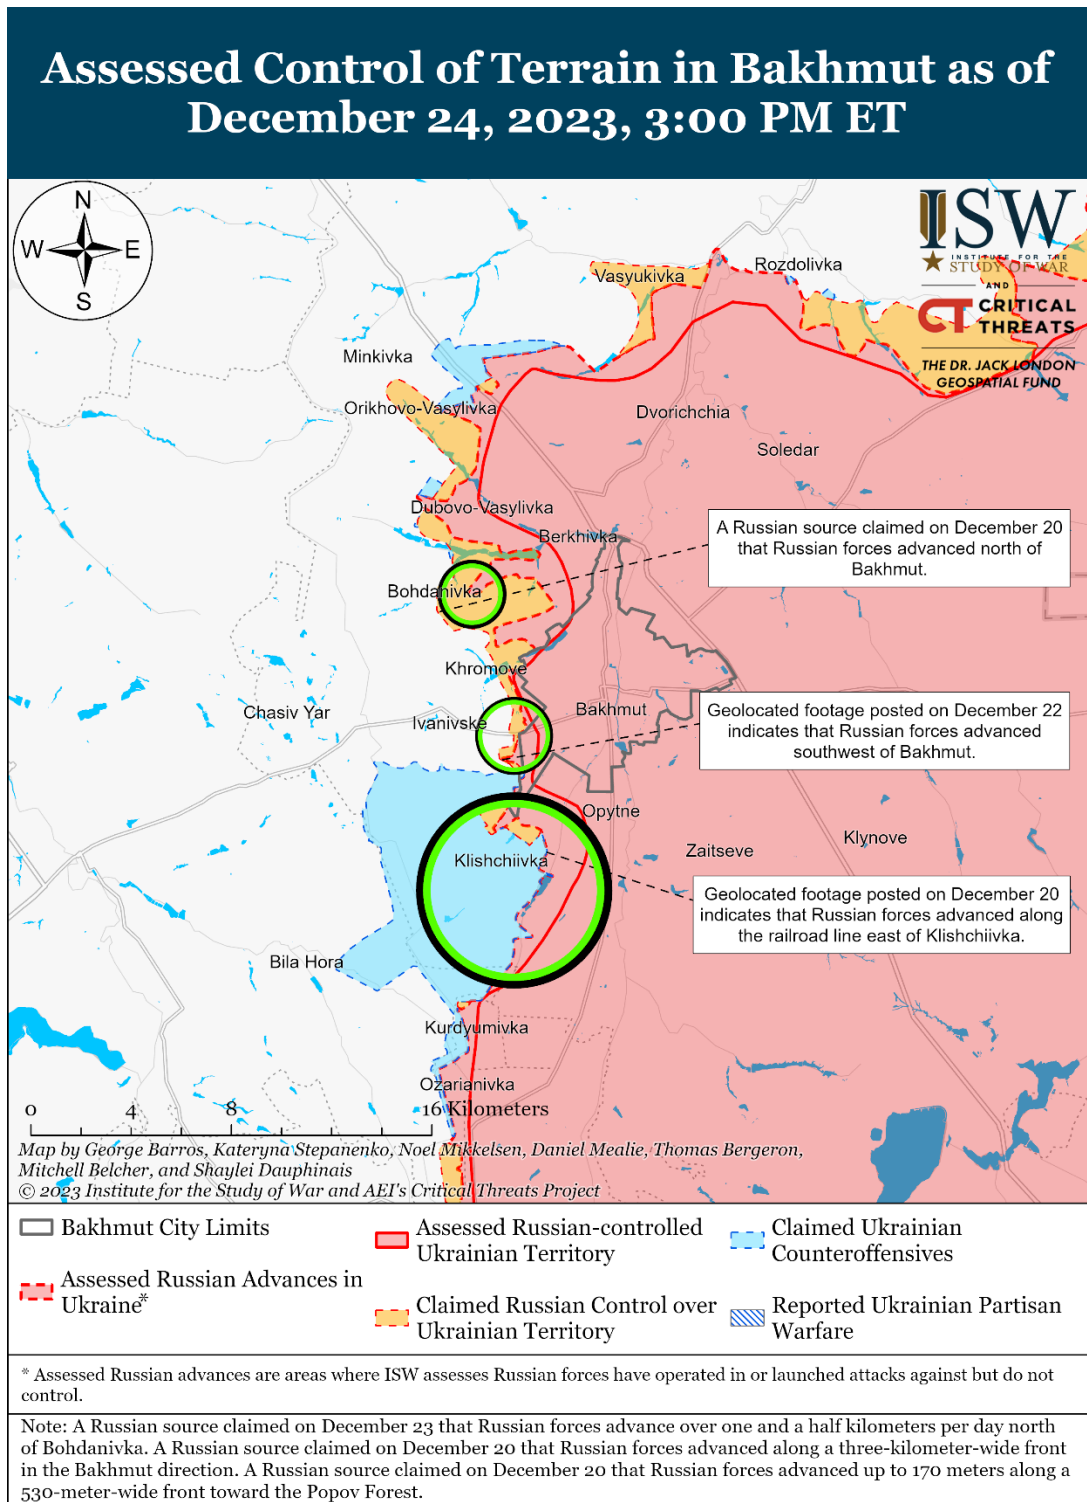 Assessed Control of Terrain in Bakhmut as of
December 24, 2023, 3:00 PM ET
N
W
E
S
ISW
INSTITUTE FOR THE
STUDY OF WAR
AND
CT CRITICAL
THREATS
THE DR. JACK LONDON
GEOSPATIAL FUND
Vasyukivka
Rozdolivka
Minkivka
Orikhovo-Vasylivka
Dvorichchia
Soledar
Dubovo-Vasylivka
Berkhivka
A Russian source claimed on December 20
that Russian forces advanced north of
Bakhmut.
Bohdanivka
Khromove
Chasiv Yar
Ivanivske
Bakhmut
Geolocated footage posted on December 22
indicates that Russian forces advanced
southwest of Bakhmut.
Opytne
Klynove
Zaitseve
Klishchiivka
Geolocated footage posted on December 20
indicates that Russian forces advanced along
the railroad line east of Klishchiivka.
Bila Hora
Kurdyumivka
Ozarianivka
0 4 8 16 Kilometers
Map by George Barros, Kateryna Stepanenko, Noel Mikkelsen, Daniel Mealie, Thomas Bergeron,
Mitchell Belcher, and Shaylei Dauphinais
© 2023 Institute for the Study of War and AEI's Critical Threats Project
Bakhmut City Limits
Assessed Russian Advances in
Ukraine*
Assessed Russian-controlled
Ukrainian Territory
Claimed Russian Control over
Ukrainian Territory
Claimed Ukrainian
Counteroffensives
Reported Ukrainian Partisan
Warfare
* Assessed Russian advances are areas where ISW assesses Russian forces have operated in or launched attacks against but do not
control.
Note: A Russian source claimed on December 23 that Russian forces advance over one and a half kilometers per day north
of Bohdanivka. A Russian source claimed on December 20 that Russian forces advanced along a three-kilometer-wide front
in the Bakhmut direction. A Russian source claimed on December 20 that Russian forces advanced up to 170 meters along a
530-meter-wide front toward the Popov Forest.